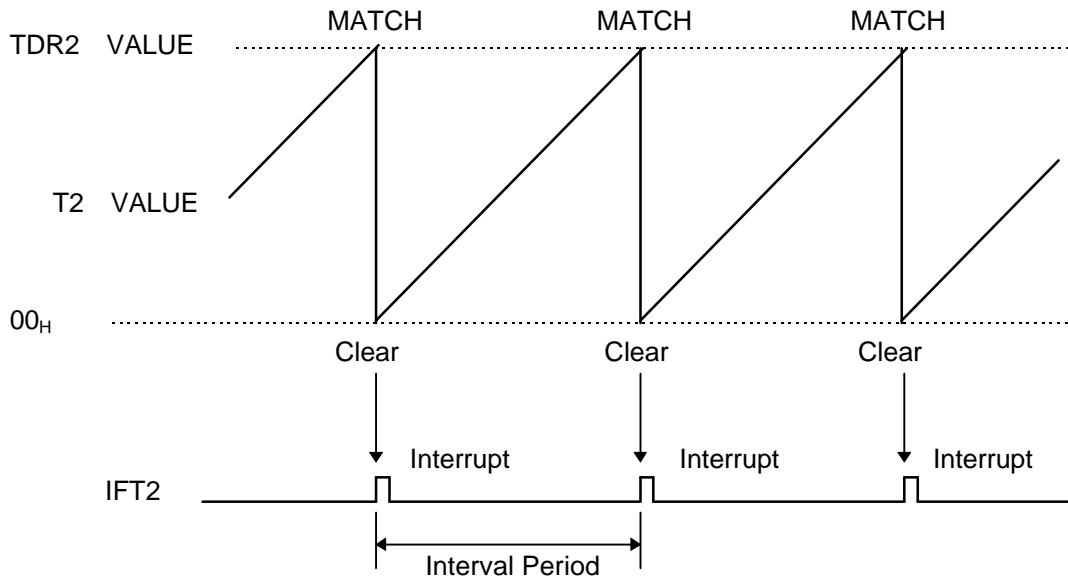 MATCH MATCH MATCH
TDR2 VALUE
T2 VALUE
00H
Clear Clear Clear
Interrupt Interrupt Interrupt
IFT2
Interval Period